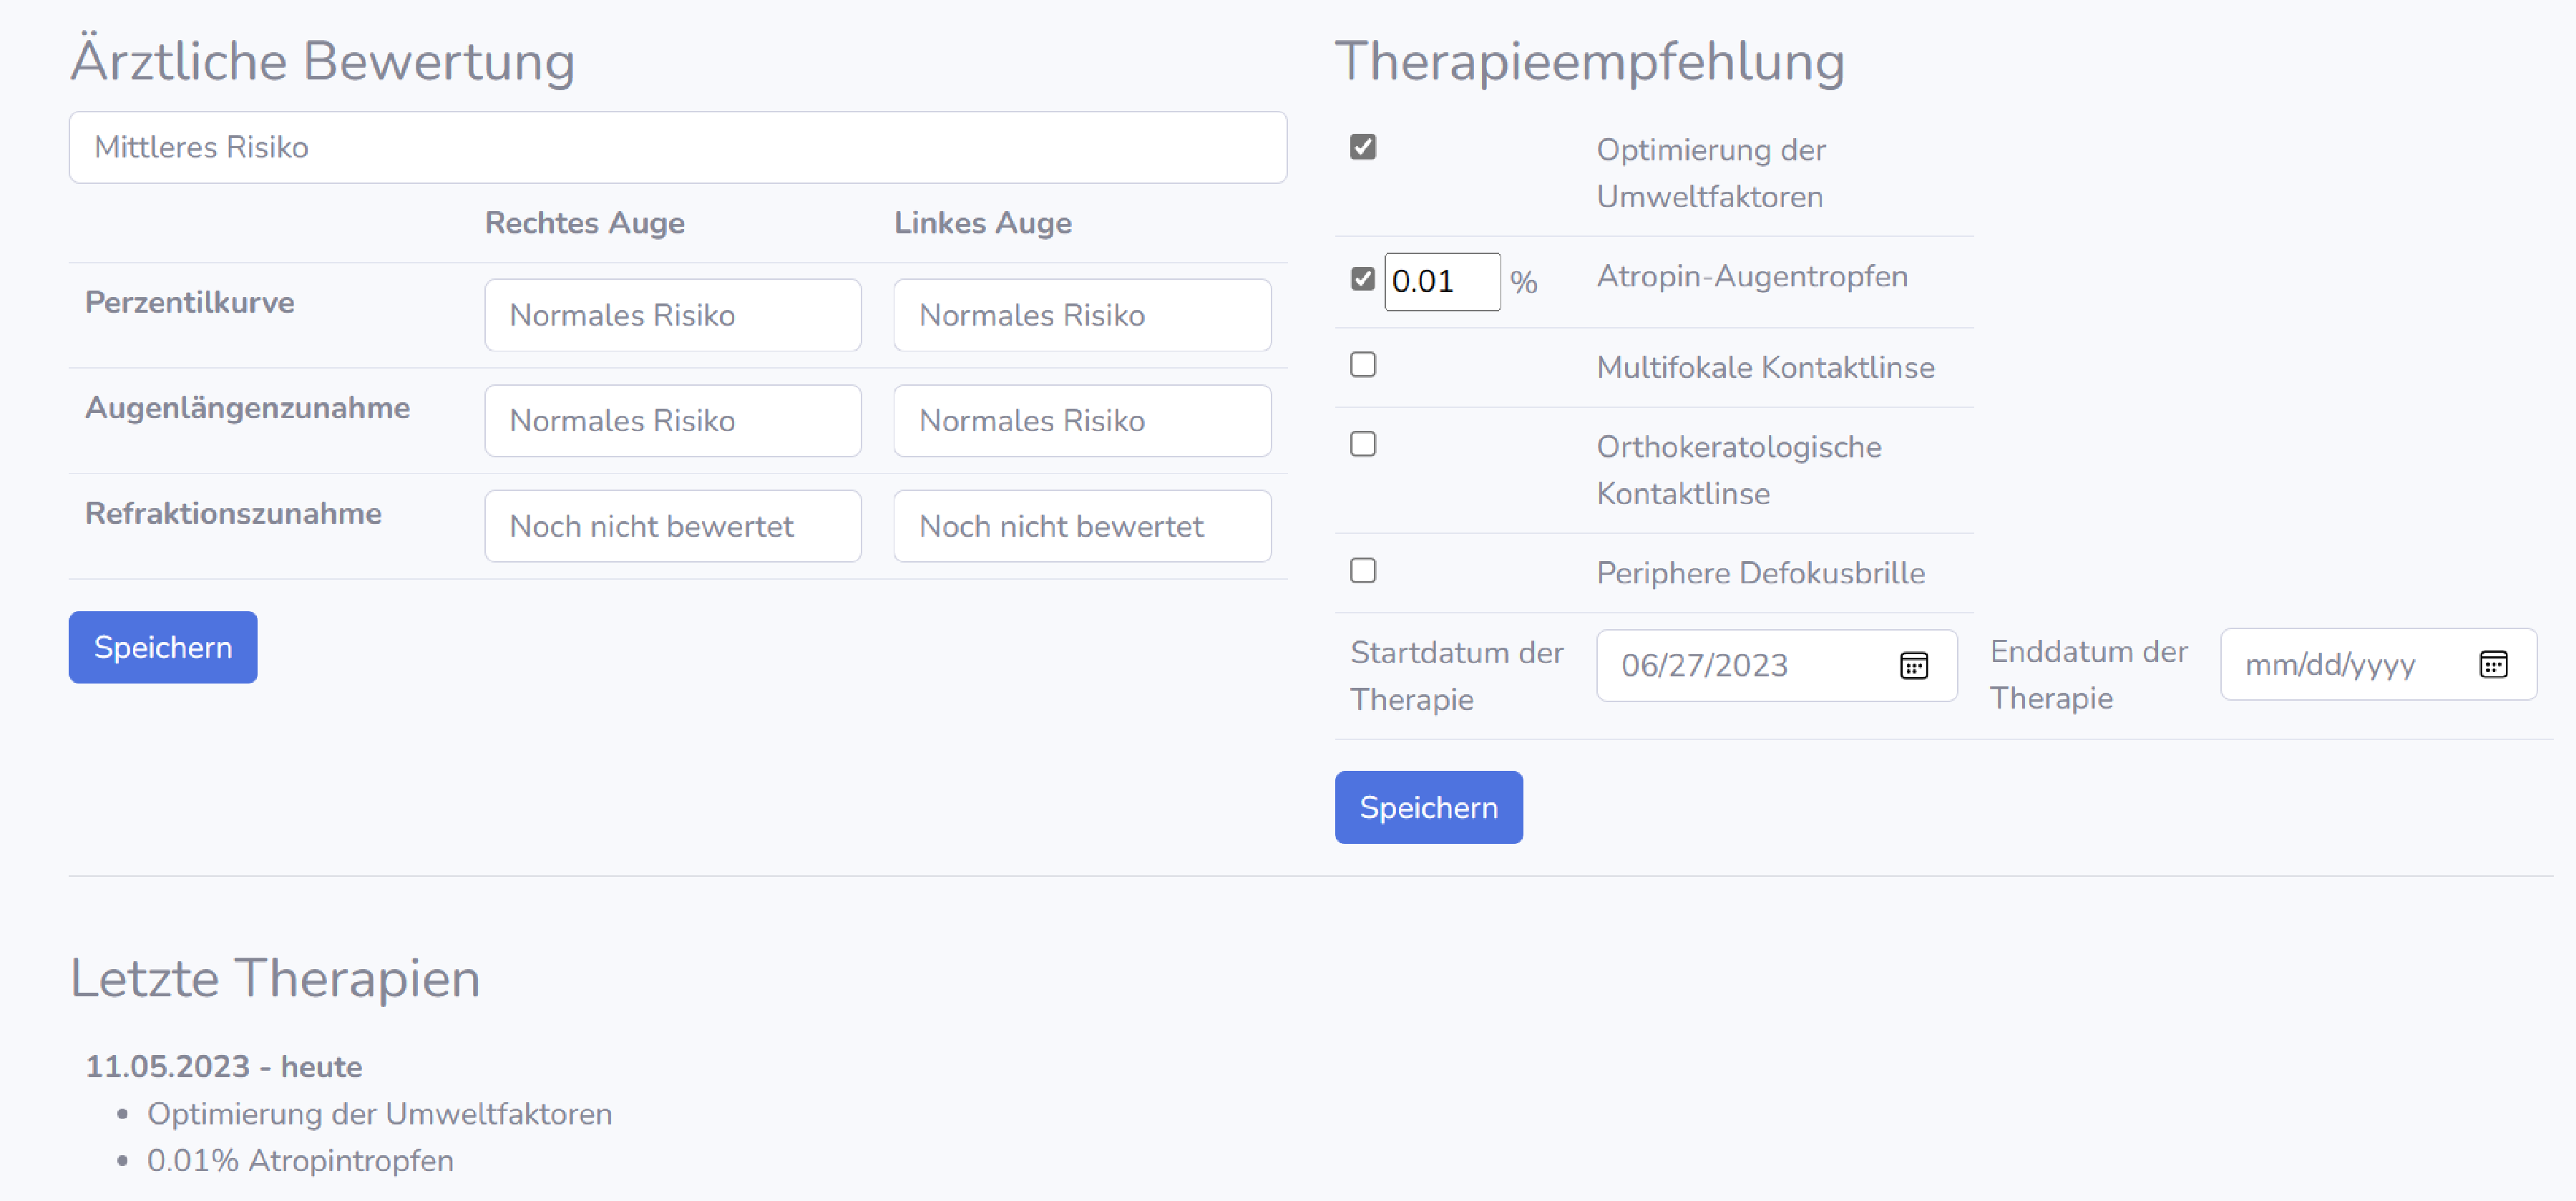 Ärztliche Bewertung
Mittleres Risiko
Rechtes Auge Linkes Auge
Perzentilkurve Normales Risiko Normales Risiko
Augenlängenzunahme Normales Risiko Normales Risiko
Refraktionszunahme Noch nicht bewertet Noch nicht bewertet
Speichern
Therapieempfehlung
Optimierung der
Umweltfaktoren
0.01 % Atropin-Augentropfen
Multifokale Kontaktlinse
Orthokeratologische
Kontaktlinse
Periphere Defokusbrille
Startdatum der
Therapie
06/27/2023
Enddatum der
Therapie
mm/dd/yyyy
Speichern
Letzte Therapien
11.05.2023 - heute
• Optimierung der Umweltfaktoren
• 0.01% Atropintropfen